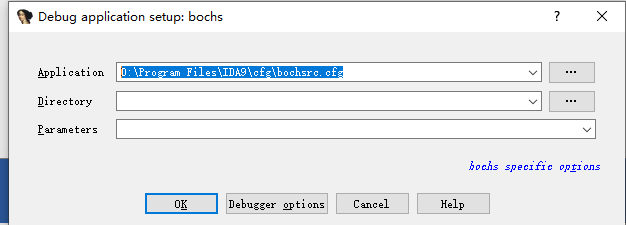 Debug application setup: bochs
Application
D:\Program Files\IDA9\cfg\bochsrc.cfg
Directory
Parameters
bochs specific options
OK
Debugger options
Cancel
Help